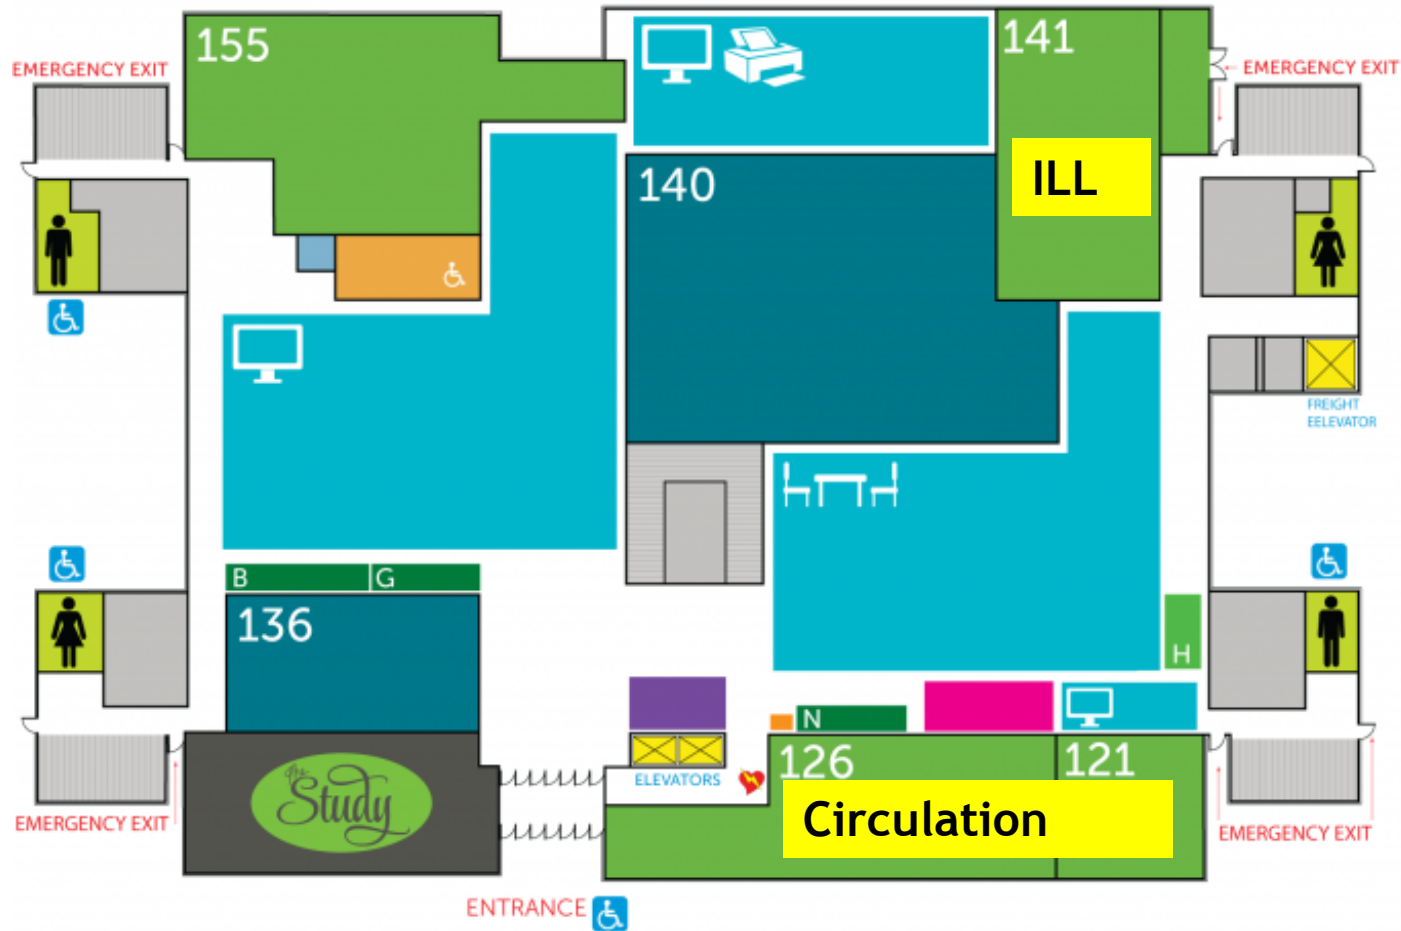 155
141
EMERGENCY EXIT
EMERGENCY EXIT
140
ILL
FREIGHT
EELEVATOR
B
G
136
H
N
126
121
ELEVATORS
the
Study
Circulation
EMERGENCY EXIT
EMERGENCY EXIT
ENTRANCE